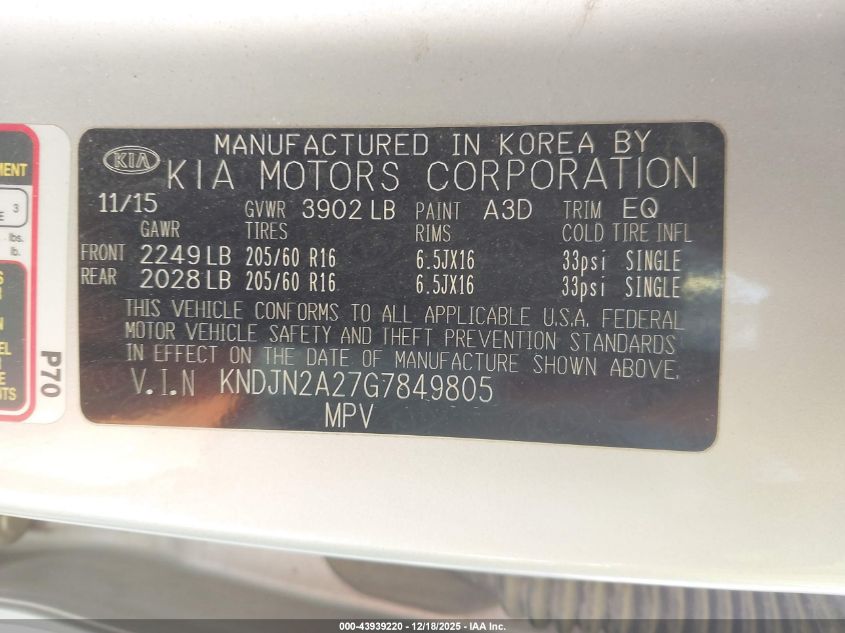 MANUFACTURED IN KOREA BY
KIA KIA MOTORS CORPORATION
11/15 GVWR 3902 LB PAINT A3D TRIM EQ
GAWR TIRES RIMS COLD TIRE INFL
FRONT 2249 LB 205/60 R16 6.5JX16 33psi SINGLE
REAR 2028 LB 205/60 R16 6.5JX16 33psi SINGLE
THIS VEHICLE CONFORMS TO ALL APPLICABLE U.S.A. FEDERAL
MOTOR VEHICLE SAFETY AND THEFT PREVENTION STANDARDS
IN EFFECT ON THE DATE OF MANUFACTURE SHOWN ABOVE.
V.I.N KNDJN2A27G7849805
MPV
3
lbs.
lb.
P70
000-43939220 - 12/18/2025 - IAA Inc.